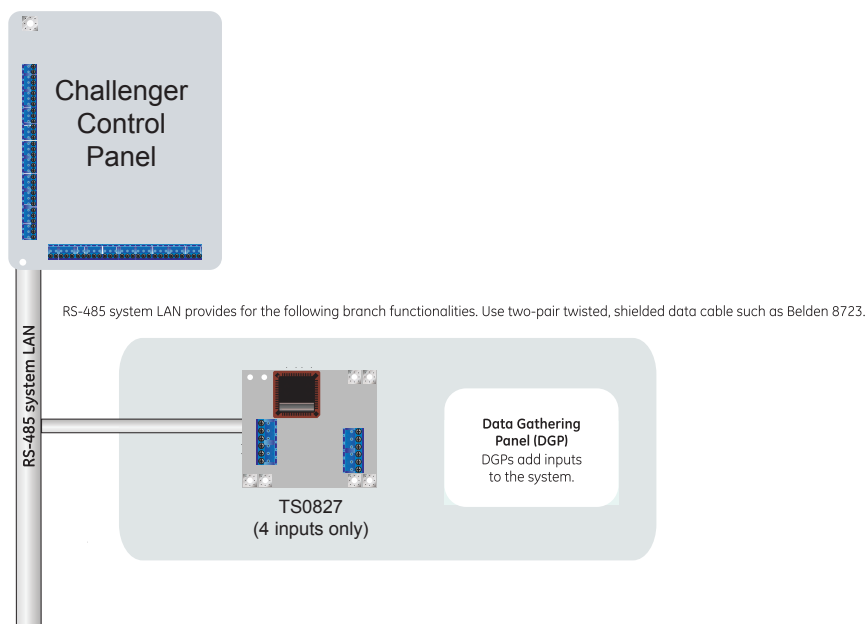 Challenger
Control
Panel
RS-485 system LAN provides for the following branch functionalities. Use two-pair twisted, shielded data cable such as Belden 8723.
RS-485 system LAN
Data Gathering
Panel (DGP)
DGPs add inputs
to the system.
TS0827
(4 inputs only)